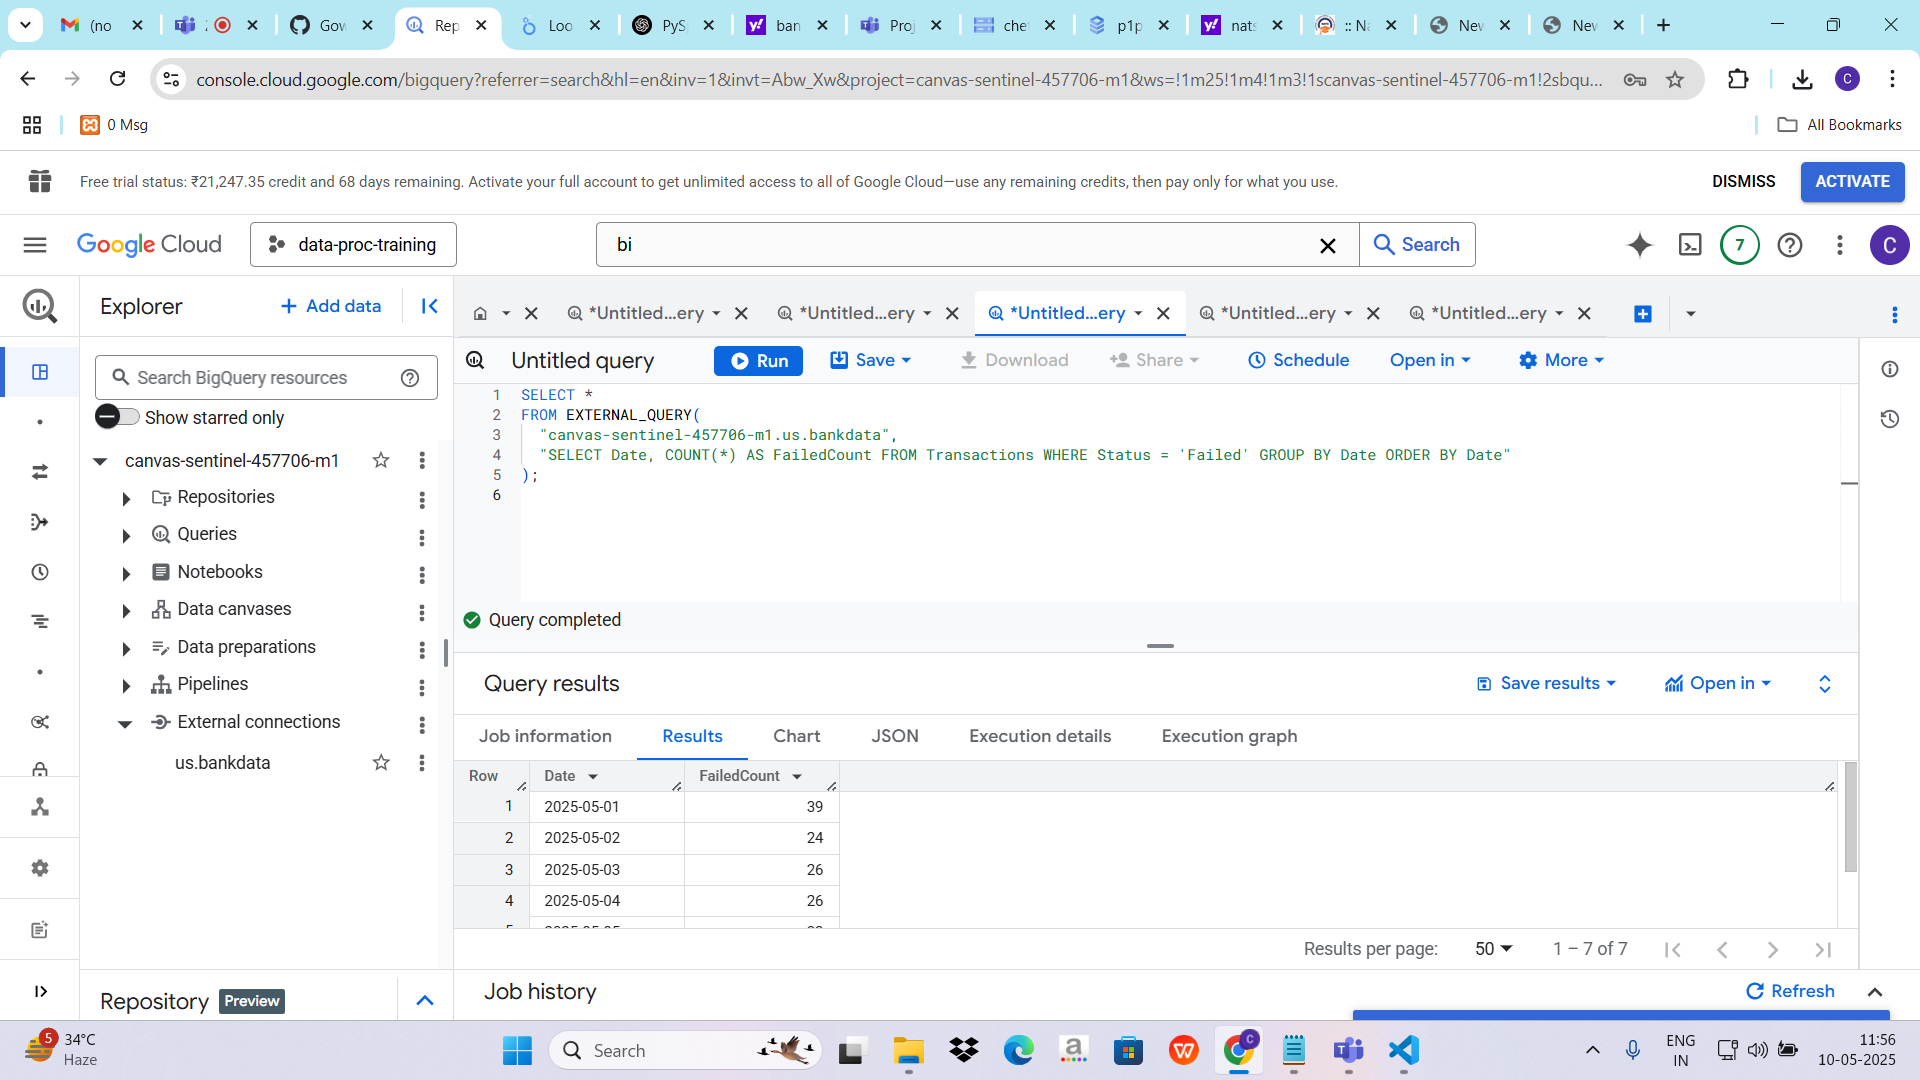 (no
Gow
Rep
Loo
PyS
ban
Proj
che
p1p
nats
:: Na
New
New
console.cloud.google.com/bigquery?referrer=search&hl=en&inv=1&invt=Abw_Xw&project=canvas-sentinel-457706-m1&ws=!1m25!1m4!1m3!1scanvas-sentinel-457706-m1!2sbqu...
C
0 Msg
All Bookmarks
Free trial status: ₹21,247.35 credit and 68 days remaining. Activate your full account to get unlimited access to all of Google Cloud—use any remaining credits, then pay only for what you use.
DISMISS
ACTIVATE
Google Cloud
data-proc-training
bi
Search
7
C
Explorer
+ Add data
*Untitled...ery
*Untitled...ery
*Untitled...ery
*Untitled...ery
*Untitled...ery
Search BigQuery resources
Show starred only
canvas-sentinel-457706-m1
Repositories
Queries
Notebooks
Data canvases
Data preparations
Pipelines
External connections
us.bankdata
Repository Preview
Untitled query
Run
Save
Download
Share
Schedule
Open in
More
1 SELECT *
2 FROM EXTERNAL_QUERY(
3 "canvas-sentinel-457706-m1.us.bankdata",
4 "SELECT Date, COUNT(*) AS FailedCount FROM Transactions WHERE Status = 'Failed' GROUP BY Date ORDER BY Date"
5 );
6
Query completed
Query results
Save results
Open in
Job information
Results
Chart
JSON
Execution details
Execution graph
Row Date FailedCount
1 2025-05-01 39
2 2025-05-02 24
3 2025-05-03 26
4 2025-05-04 26
Results per page: 50 1 – 7 of 7
Job history
Refresh
5
34°C
Haze
Search
C
ENG
IN
11:56
10-05-2025